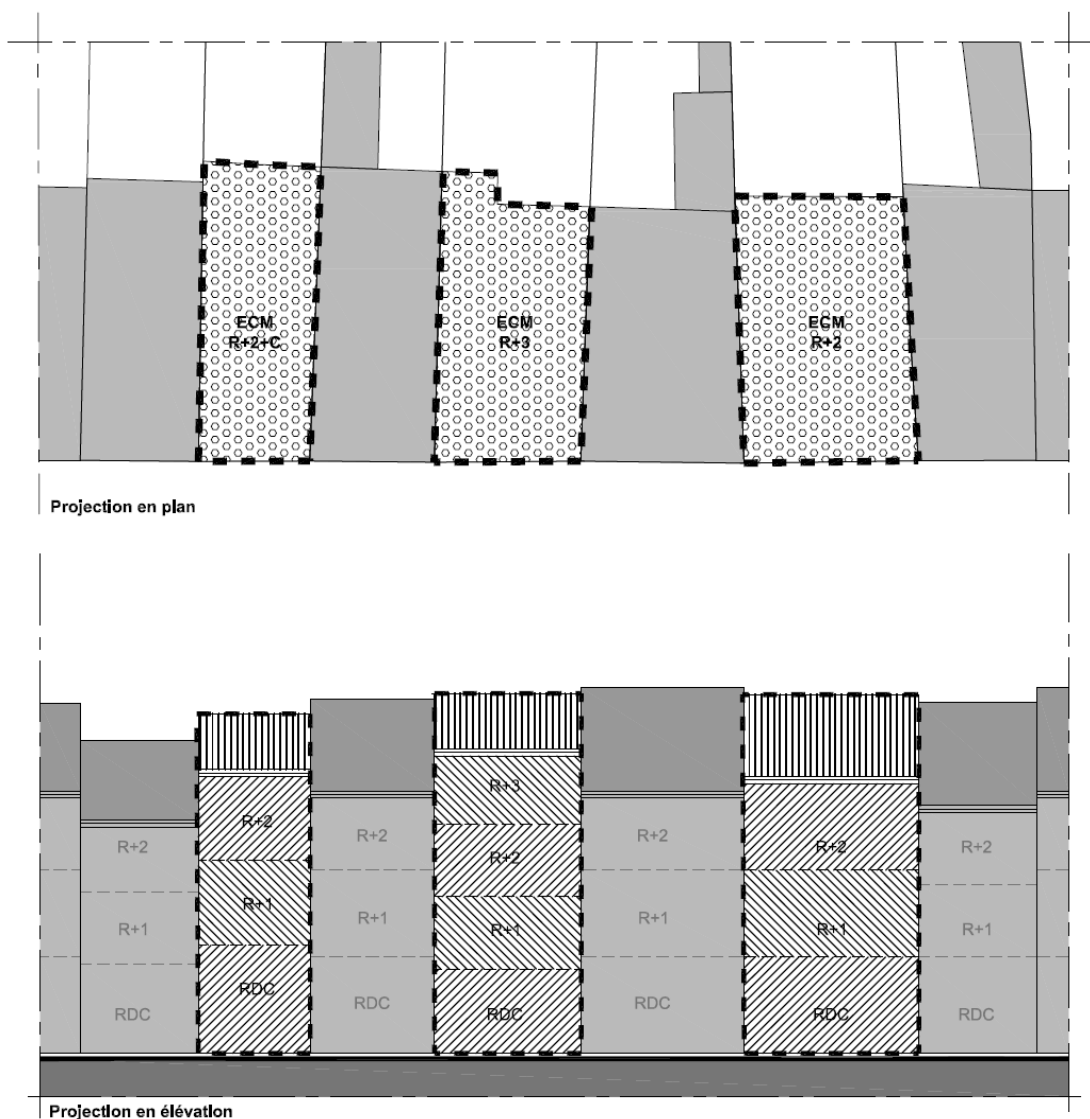 ECM
R+2+C
ECM
R+3
ECM
R+2
Projection en plan
R+3
R+2
R+2
R+2
R+2
R+2
R+2
R+1
R+1
R+1
R+1
R+1
R+1
R+1
RDC
RDC
RDC
RDC
RDC
RDC
RDC
Projection en élévation